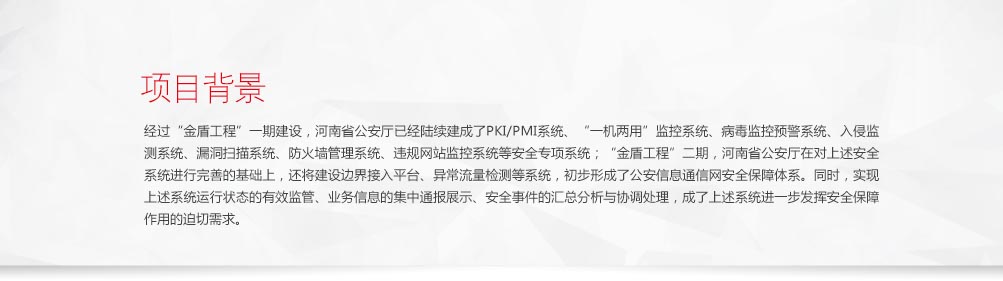 项目背景
经过“金盾工程”一期建设，河南省公安厅已经陆续建成了PKI/PMI系统、“一机两用”监控系统、病毒监控预警系统、入侵监
测系统、漏洞扫描系统、防火墙管理系统、违规网站监控系统等安全专项系统；“金盾工程”二期，河南省公安厅在对上述安全
系统进行完善的基础上，还将建设边界接入平台、异常流量检测等系统，初步形成了公安信息通信网安全保障体系。同时，实现
上述系统运行状态的有效监管、业务信息的集中通报展示、安全事件的汇总分析与协调处理，成了上述系统进一步发挥安全保障
作用的迫切需求。